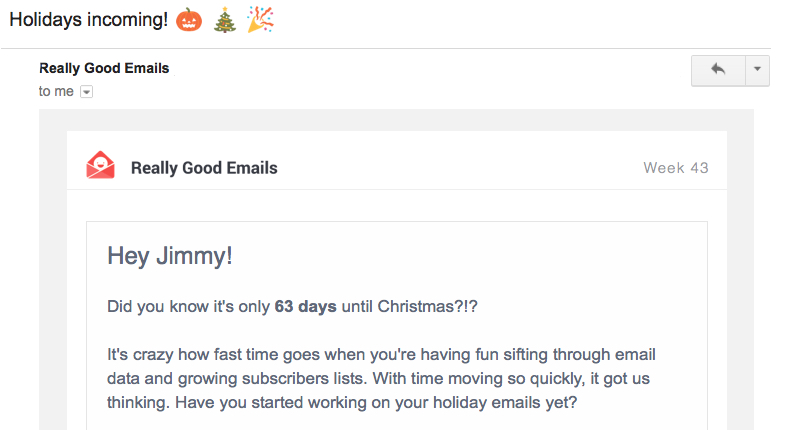 Holidays incoming! 🎃 🎄 🎉
Really Good Emails
to me
Really Good Emails
Week 43
Hey Jimmy!
Did you know it's only 63 days until Christmas?!?
It's crazy how fast time goes when you're having fun sifting through email
data and growing subscribers lists. With time moving so quickly, it got us
thinking. Have you started working on your holiday emails yet?